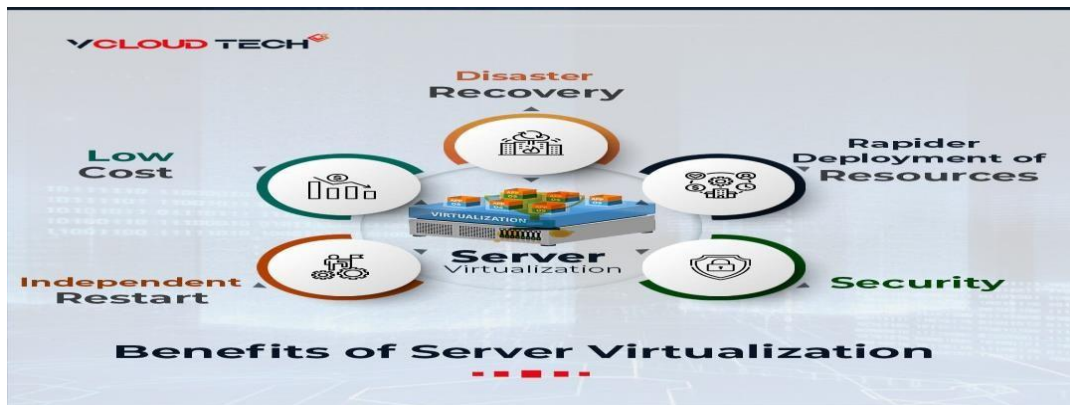 VCLOUD TECH
Disaster
Recovery
Low
Cost
Rapider
Deployment of
Resources
VIRTUALIZATION
Server
Virtualization
Independent
Restart
Security
Benefits of Server Virtualization